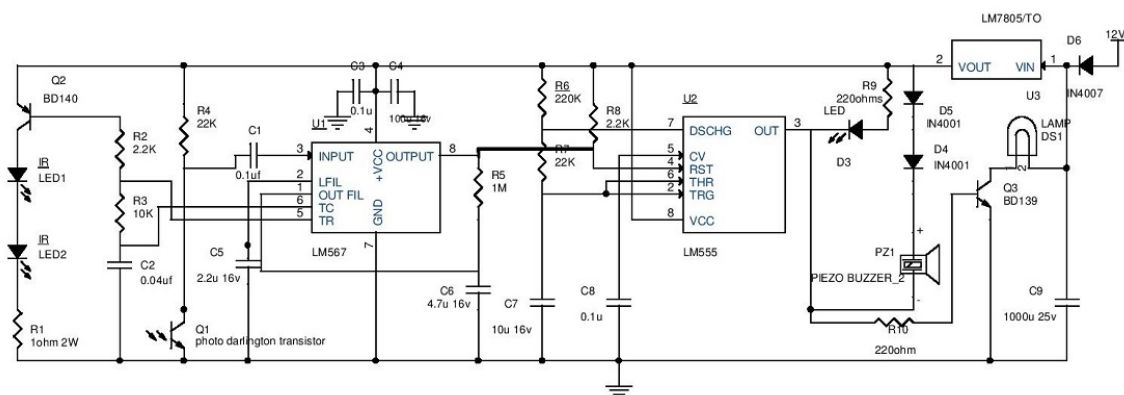 LM7805/TO
12V
D6
2
VOUT
VIN
1
IN4007
U3
Q2
BD140
C3
C4
0.1u
100u 16v
R4
22K
R2
2.2K
C1
0.1uf
U1
4
3
INPUT
+VCC
OUTPUT
8
2
LFIL
1
OUT FIL
6
TC
5
TR
GND
7
LM567
R6
220K
R8
2.2K
R7
22K
R5
1M
U2
7
DSCHG
OUT
3
5
CV
4
RST
6
THR
2
TRG
8
VCC
LM555
R9
220ohms
LED
D3
D5
IN4001
D4
IN4001
LAMP
DS1
1
2
Q3
BD139
IR
LED1
R3
10K
IR
LED2
C2
0.04uf
C5
2.2u 16v
C6
4.7u 16v
C7
10u 16v
C8
0.1u
+
PZ1
PIEZO BUZZER_2
-
C9
1000u 25v
R1
1ohm 2W
Q1
photo darlington transistor
R10
220ohm